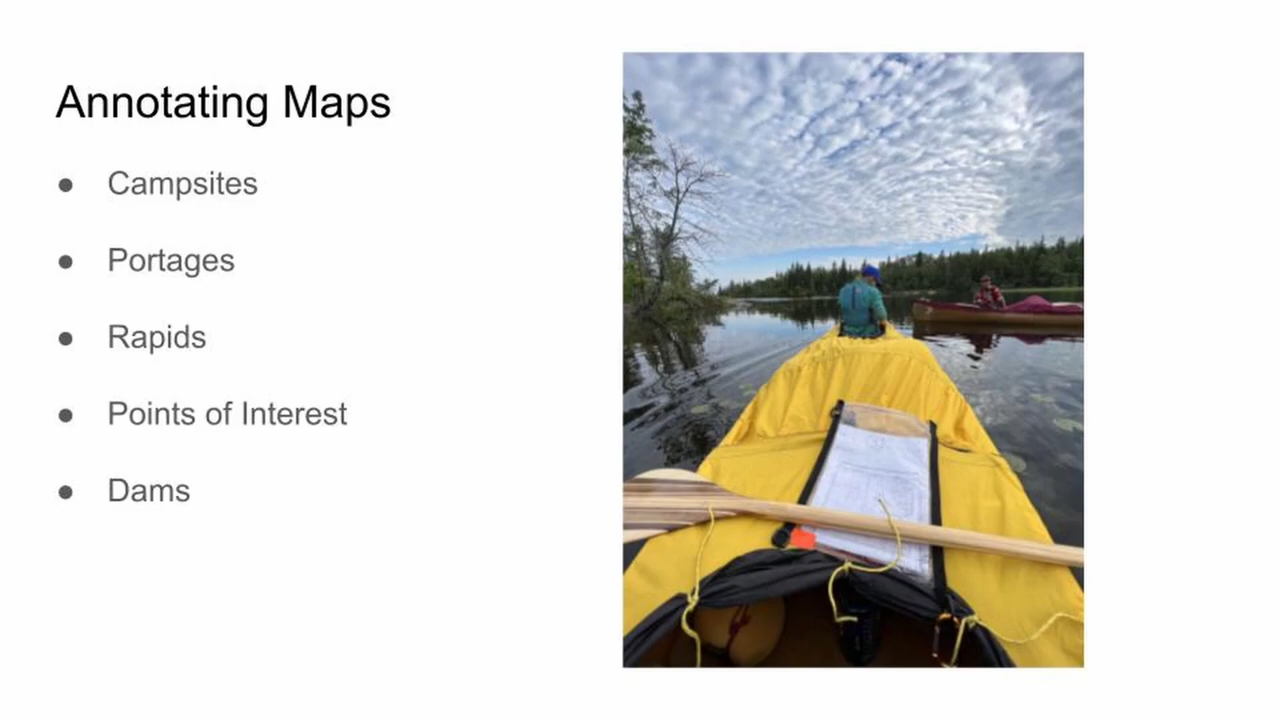 Annotating Maps
● Campsites
● Portages
● Rapids
● Points of Interest
● Dams